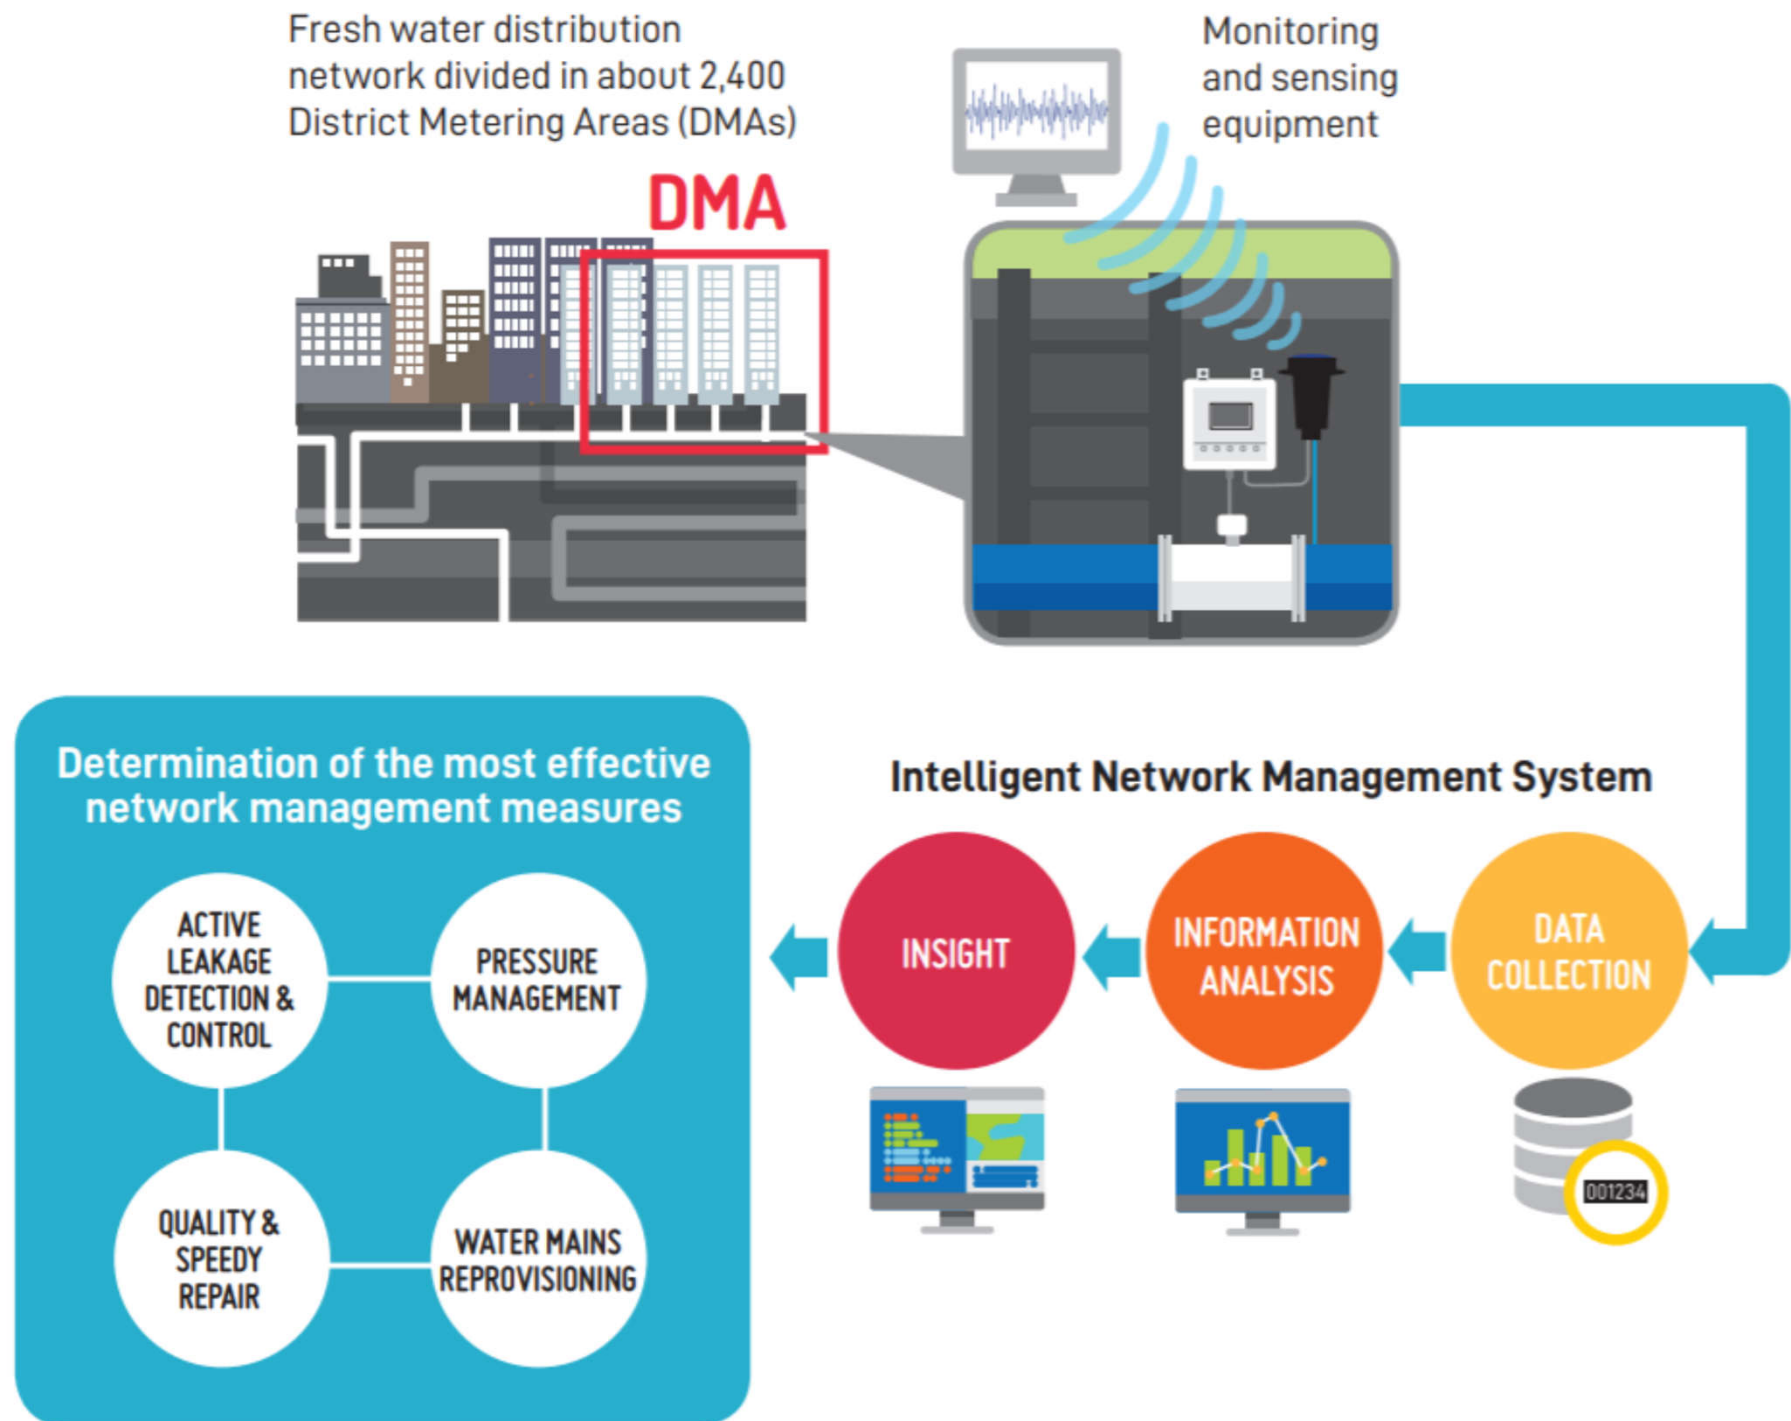 Fresh water distribution
network divided in about 2,400
District Metering Areas (DMAs)
Monitoring
and sensing
equipment
DMA
Determination of the most effective
network management measures
ACTIVE
LEAKAGE
DETECTION &
CONTROL
PRESSURE
MANAGEMENT
QUALITY &
SPEEDY
REPAIR
WATER MAINS
REPROVISIONING
Intelligent Network Management System
INSIGHT
INFORMATION
ANALYSIS
DATA
COLLECTION
001234